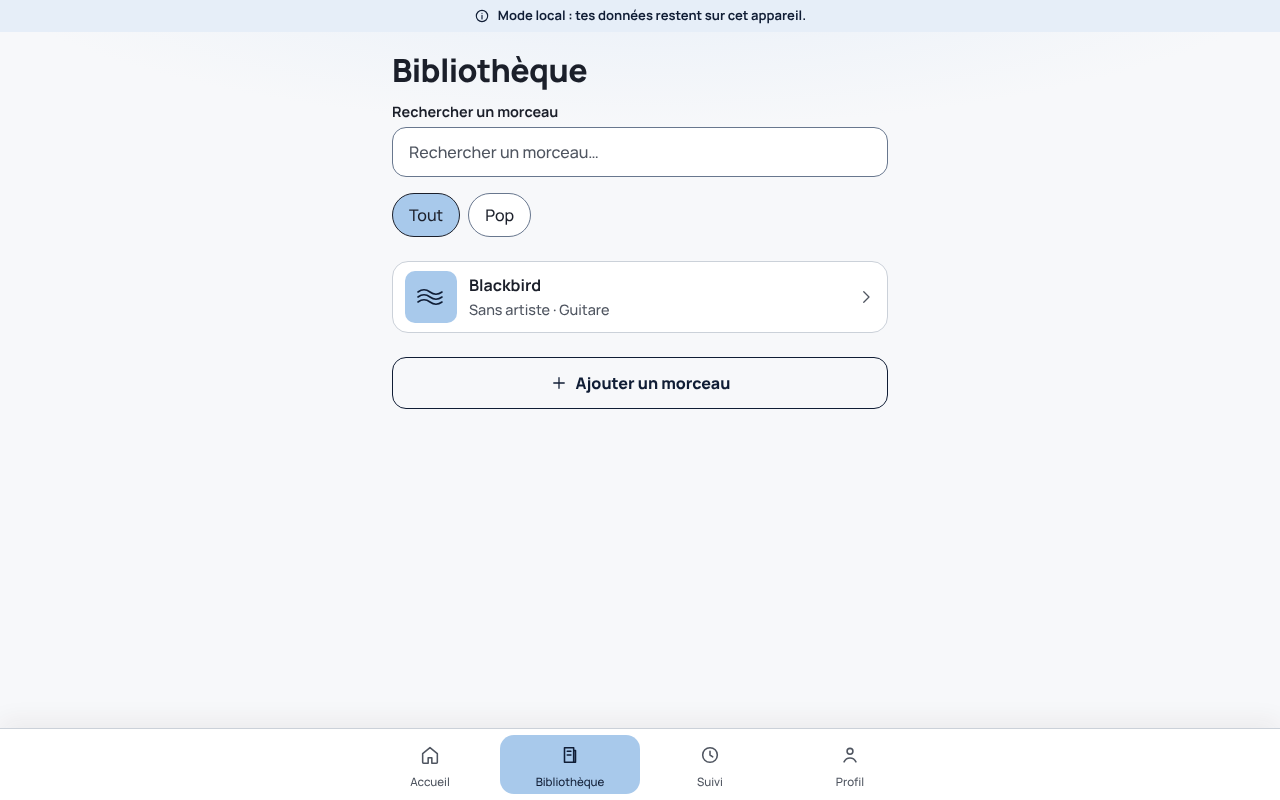 Mode local : tes données restent sur cet appareil.
Bibliothèque
Rechercher un morceau
Rechercher un morceau…
Tout
Pop
Blackbird
Sans artiste · Guitare
Ajouter un morceau
Accueil
Bibliothèque
Suivi
Profil